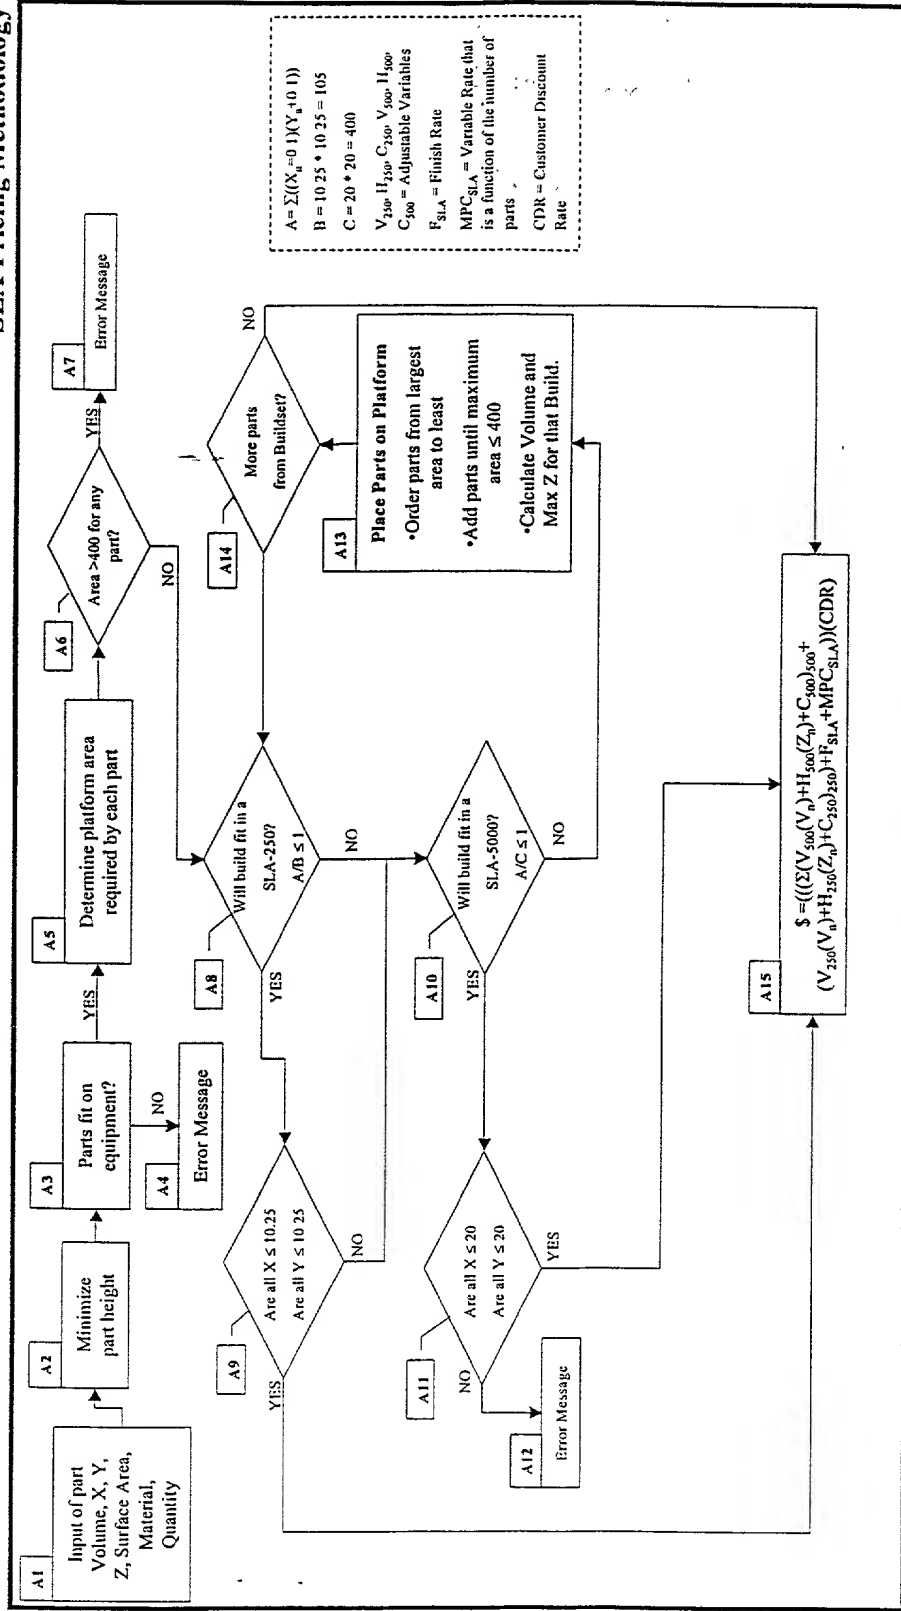 SLA Pricing Methodology
A1
Input of part
Volume, X, Y,
Z, Surface Area,
Material,
Quantity
A2
Minimize
part height
A3
Parts fit on
equipment?
YES
NO
A4
Error Message
A5
Determine platform area
required by each part
A6
Area >400 for any
part?
YES
NO
A7
Error Message
A8
Will build fit in a
SLA-250?
A/B ≤ 1
YES
NO
A9
Are all X ≤ 10.25
Are all Y ≤ 10 25
YES
NO
A10
Will build fit in a
SLA-5000?
A/C ≤ 1
YES
NO
A11
Are all X ≤ 20
Are all Y ≤ 20
NO
YES
A12
Error Message
A13
Place Parts on Platform
•Order parts from largest
area to least
•Add parts until maximum
area ≤ 400
•Calculate Volume and
Max Z for that Build.
A14
More parts
from Buildset?
NO
A15
$ =(((Σ(V500(Vn)+H500(Zn)+C500)500+
(V250(Vn)+H250(Zn)+C250)250)+FSLA+MPCSLA))(CDR)
A= Σ((Xn=0 1)(Yn+0 1))
B = 10 25 * 10 25 = 105
C = 20 * 20 = 400
V250, H250, C250, V500, H500,
C500 = Adjustable Variables
FSLA = Finish Rate
MPCSLA = Variable Rate that
is a function of the number of
parts
CDR = Customer Discount
Rate